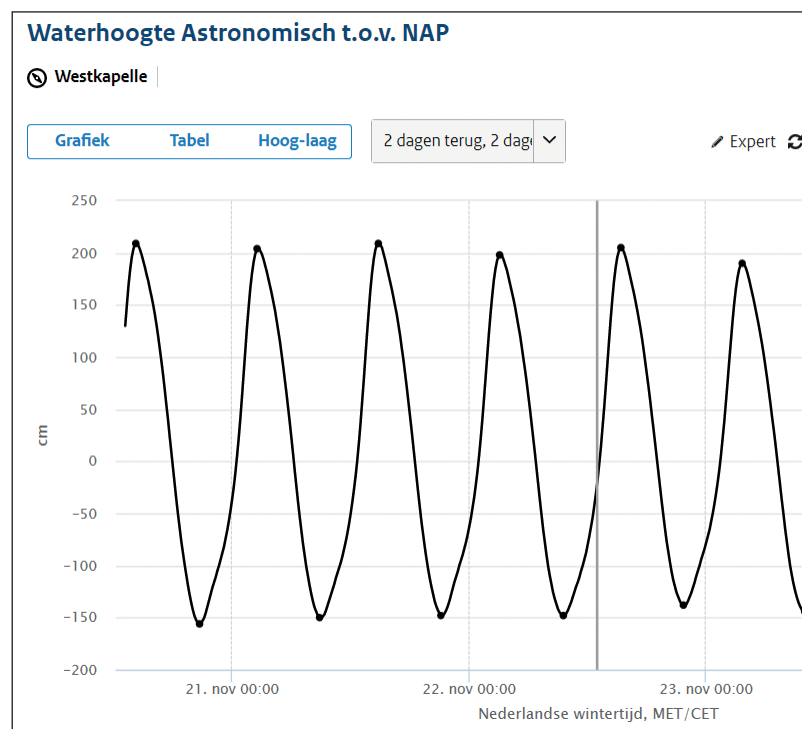 Waterhoogte Astronomisch t.o.v. NAP
Westkapelle
Grafiek Tabel Hoog-laag 2 dagen terug, 2 dage Expert
250
200
150
100
50
0
−50
−100
−150
−200
cm
21. nov 00:00 22. nov 00:00 23. nov 00:00
Nederlandse wintertijd, MET/CET